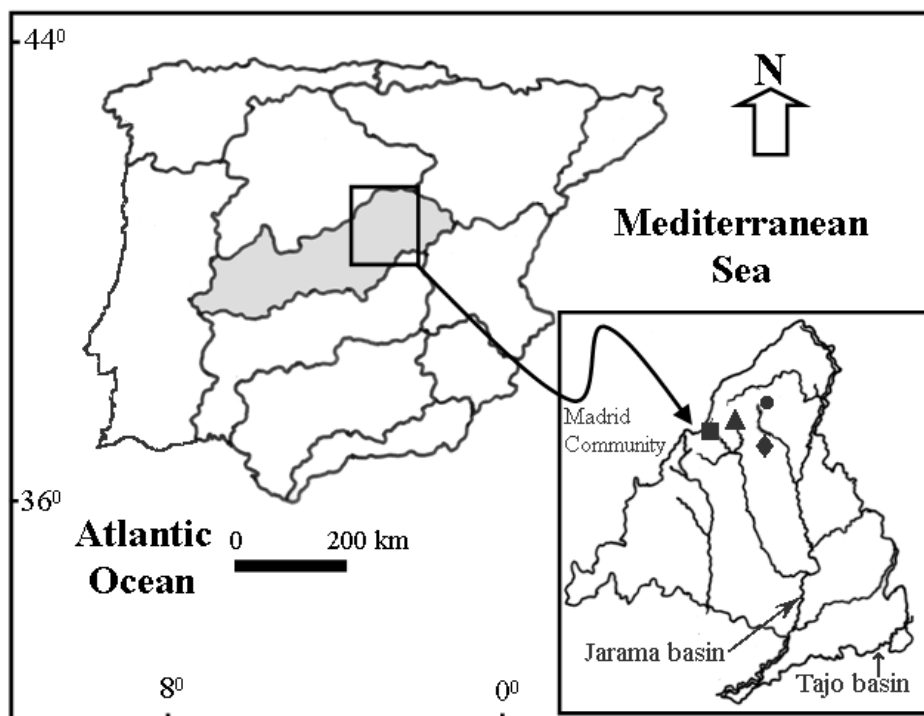 44⁰
N
Mediterranean
Sea
Madrid
Community
36⁰
Atlantic
Ocean
0 200 km
Jarama basin
Tajo basin
8⁰
0⁰